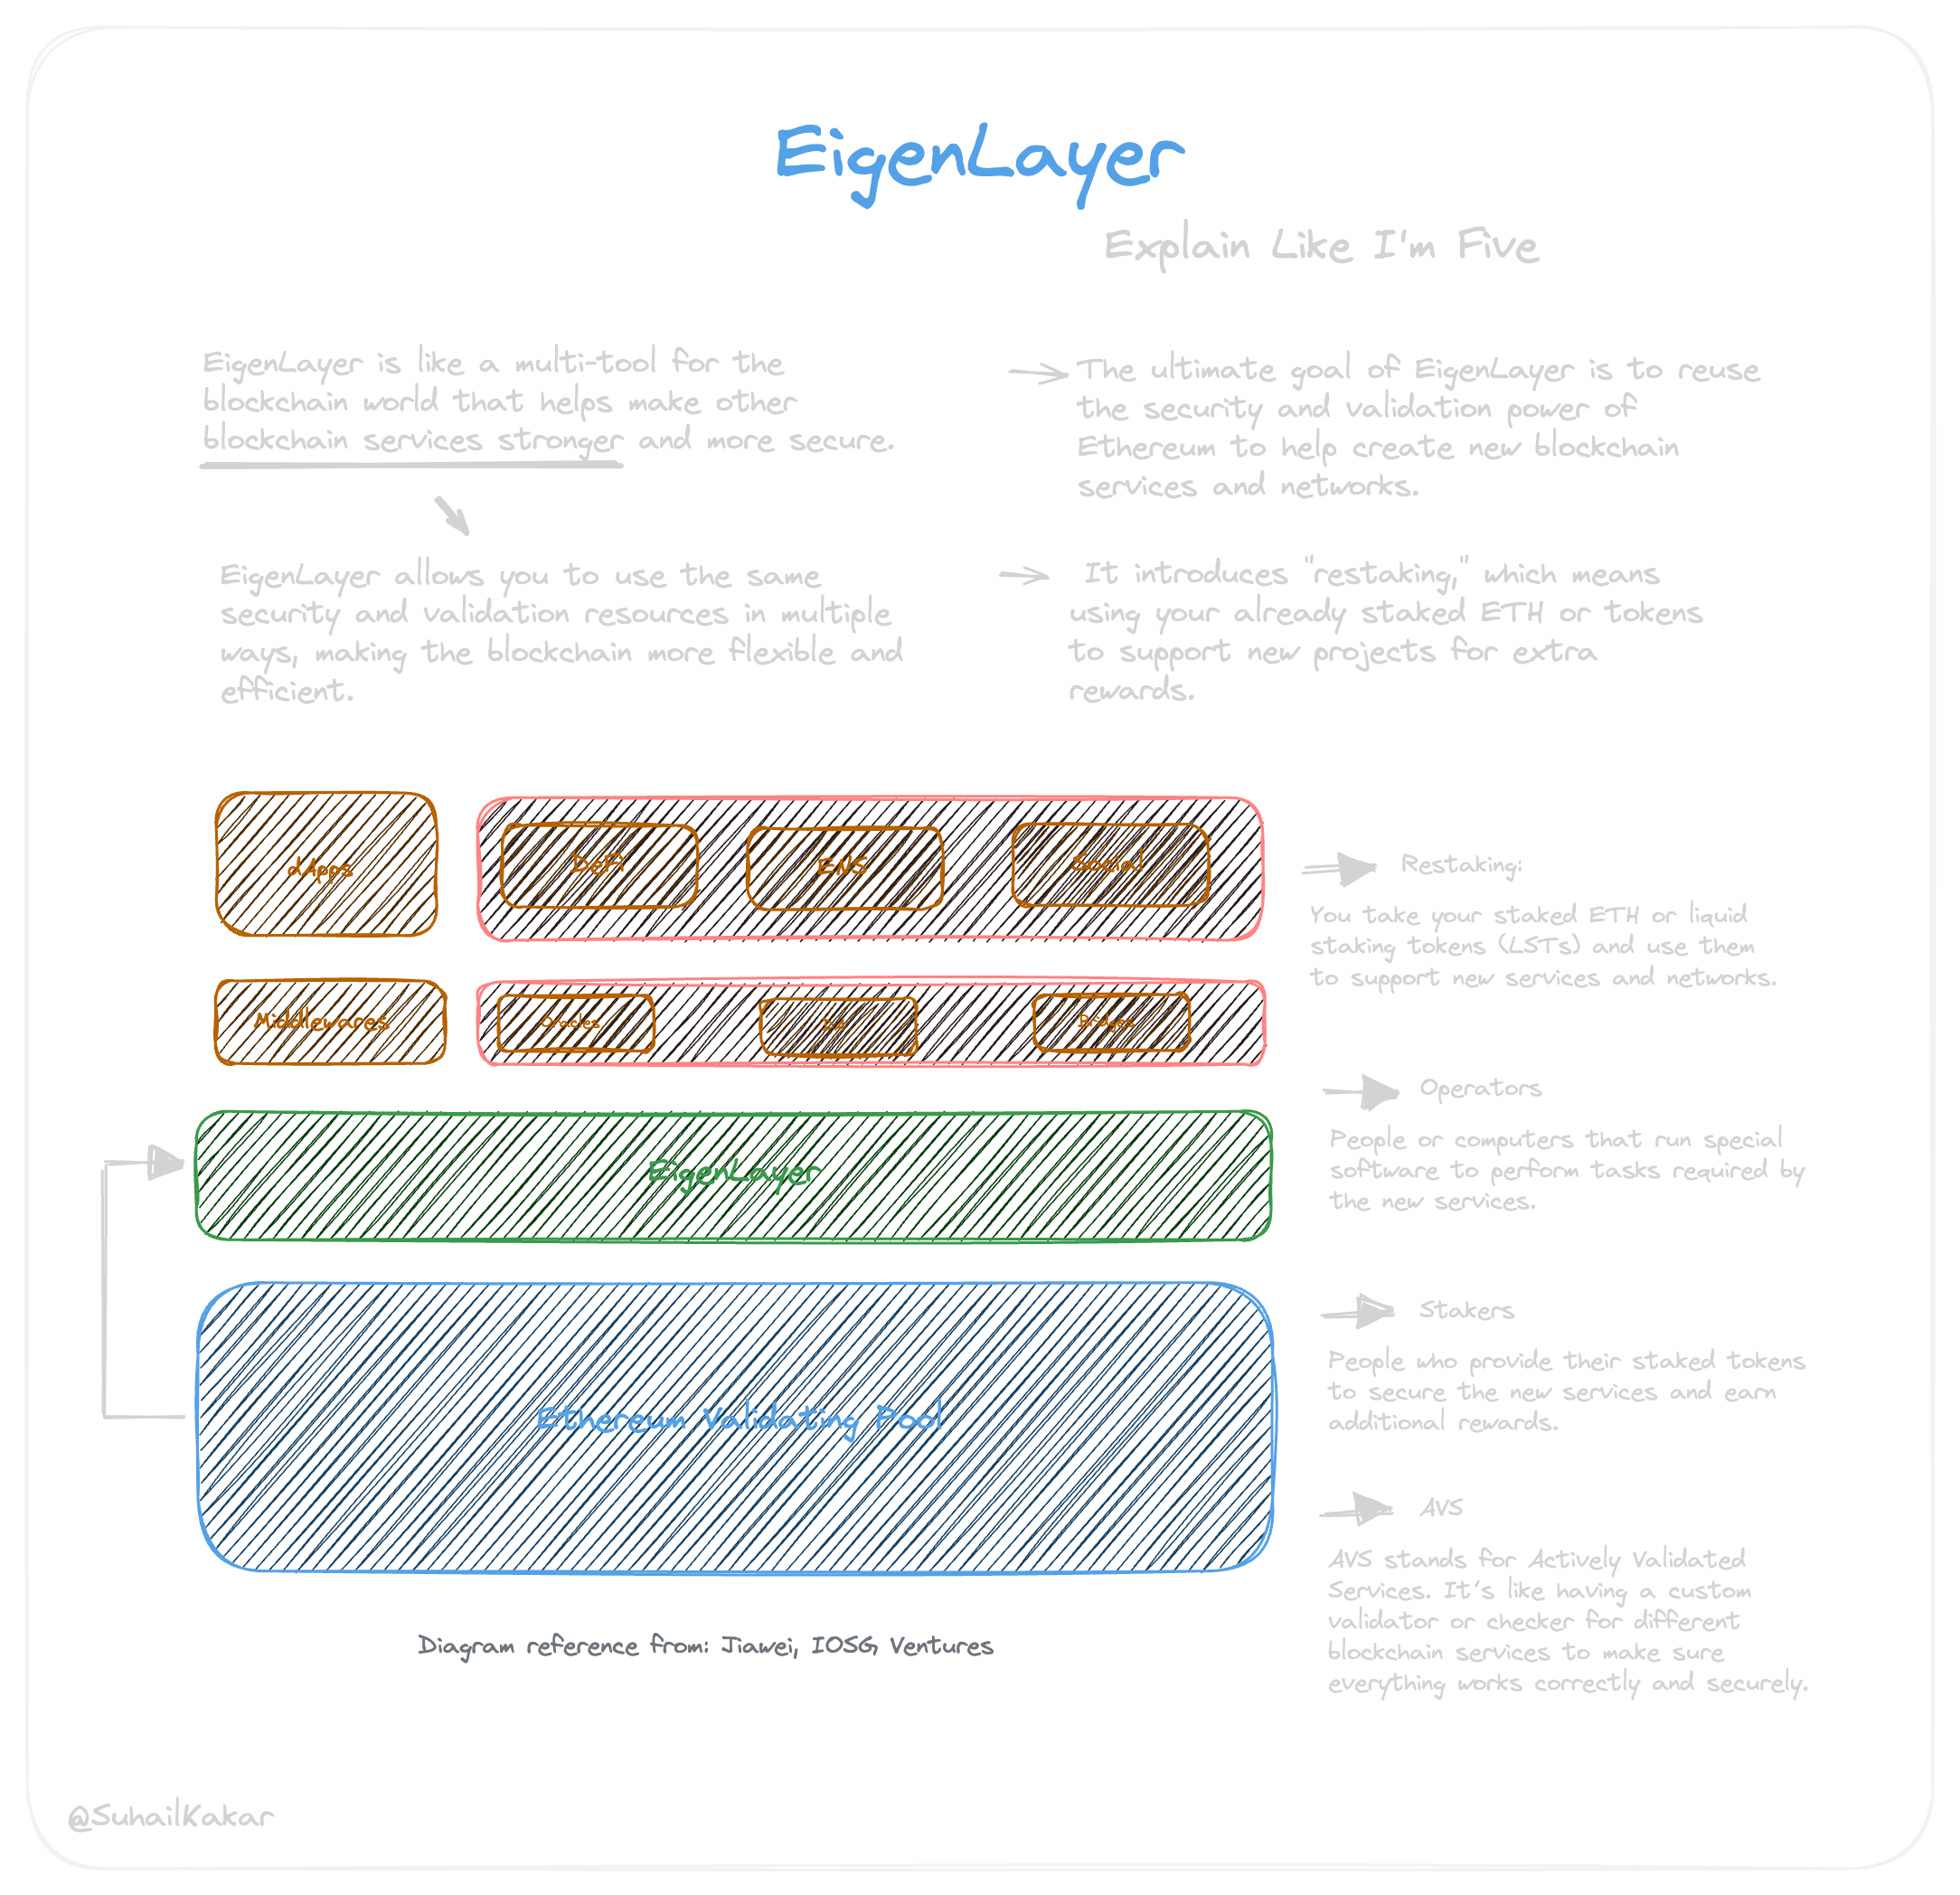 EigenLayer
Explain Like I'm Five
EigenLayer is like a multi-tool for the
blockchain world that helps make other
blockchain services stronger and more secure.
The ultimate goal of EigenLayer is to reuse
the security and validation power of
Ethereum to help create new blockchain
services and networks.
EigenLayer allows you to use the same
security and validation resources in multiple
ways, making the blockchain more flexible and
efficient.
It introduces "restaking," which means
using your already staked ETH or tokens
to support new projects for extra
rewards.
dApps
DeFi
ENS
Social
Middlewares
Oracles
Bridges
EigenLayer
Ethereum Validating Pool
Diagram reference from: Jiawei, IOSG Ventures
Restaking:
You take your staked ETH or liquid
staking tokens (LSTs) and use them
to support new services and networks.
Operators
People or computers that run special
software to perform tasks required by
the new services.
Stakers
People who provide their staked tokens
to secure the new services and earn
additional rewards.
AVS
AVS stands for Actively Validated
Services. It's like having a custom
validator or checker for different
blockchain services to make sure
everything works correctly and securely.
@SuhailKakar